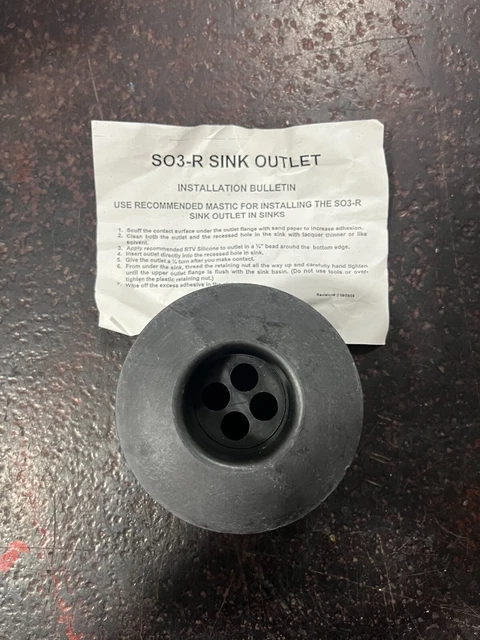 SO3-R SINK OUTLET
INSTALLATION BULLETIN
USE RECOMMENDED MASTIC FOR INSTALLING THE SO3-R
SINK OUTLET IN SINKS
1. Scuff the contact surface under the outlet flange with sand paper to increase adhesion.
2. Clean both the outlet and the recessed hole in the sink with lacquer thinner or like
solvent.
3. Apply recommended RTV Silicone to outlet in a ¼" bead around the bottom edge.
4. Insert outlet directly into the recessed hole in sink.
5. Give the outlet a ½ turn after you make contact.
6. From under the sink, thread the retaining nut all the way up and carefully hand tighten
until the upper outlet flange is flush with the sink basin. (Do not use tools or over-
tighten the plastic retaining nut.)
7. Wipe off the excess adhesive in the